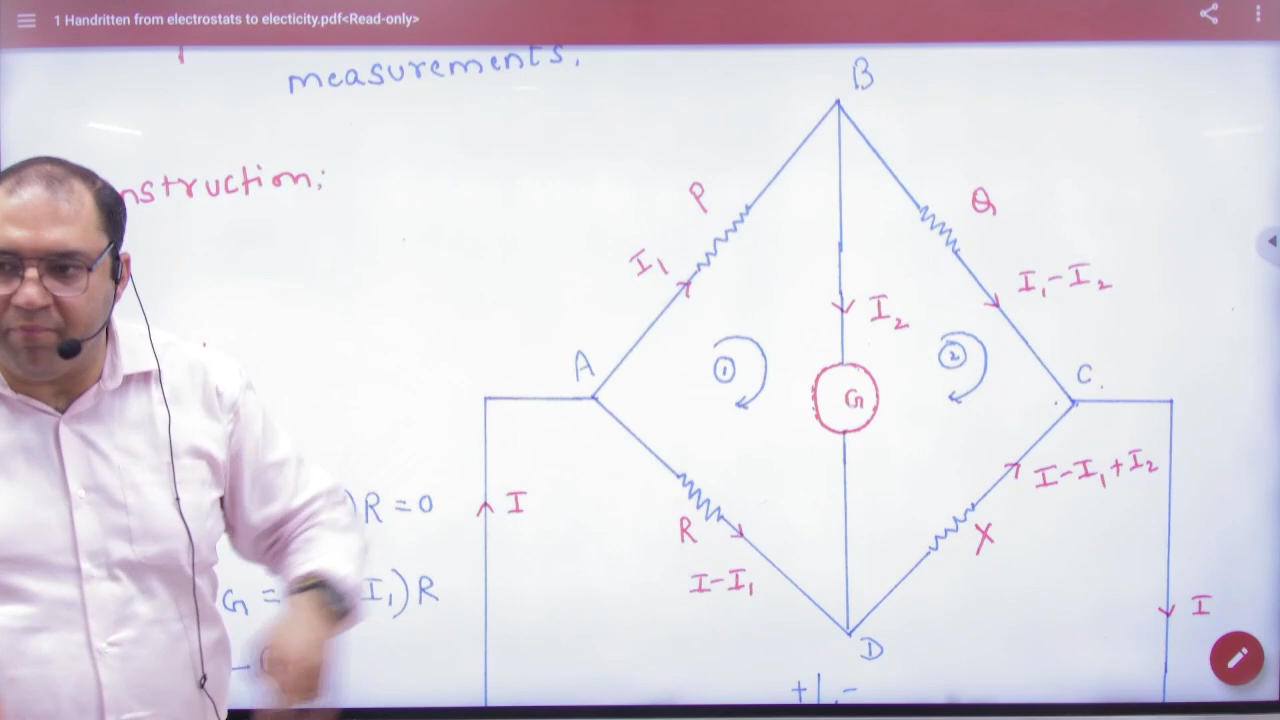 1 Handritten from electrostats to electicity.pdf<Read-only>
measurements.
nstruction:
B
P
Q
I₁
I₁-I₂
I₂
A
1
2
C.
G
I-I₁+I₂
)R=0
I
R
X
I-I₁
G = I₁)R
I
D
+ -